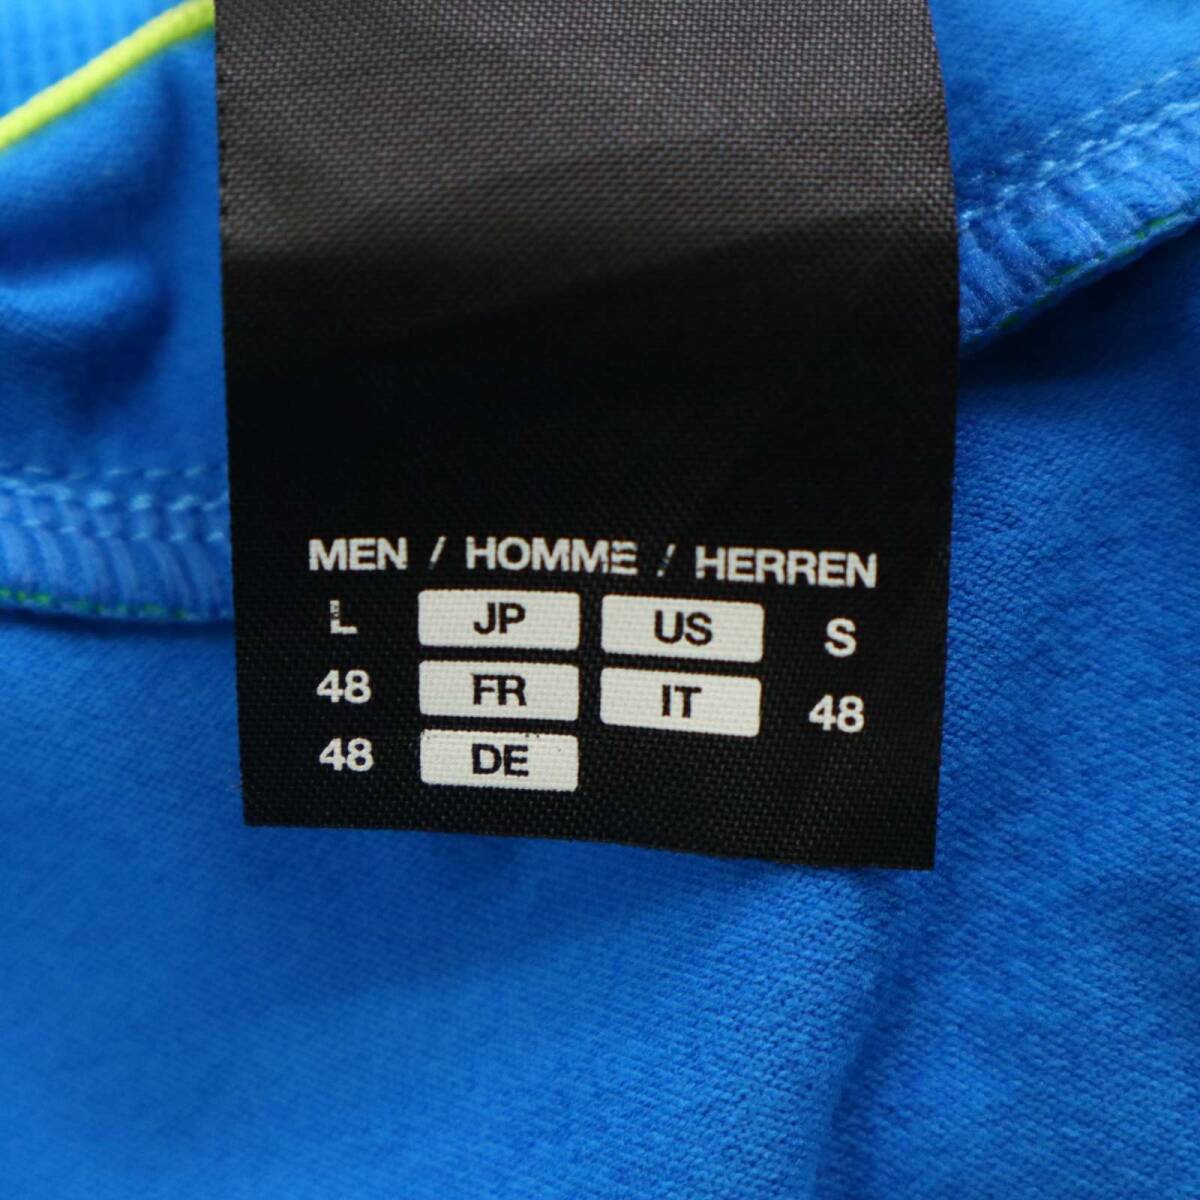 MEN / HOMME / HERREN
L JP US S
48 FR IT 48
48 DE